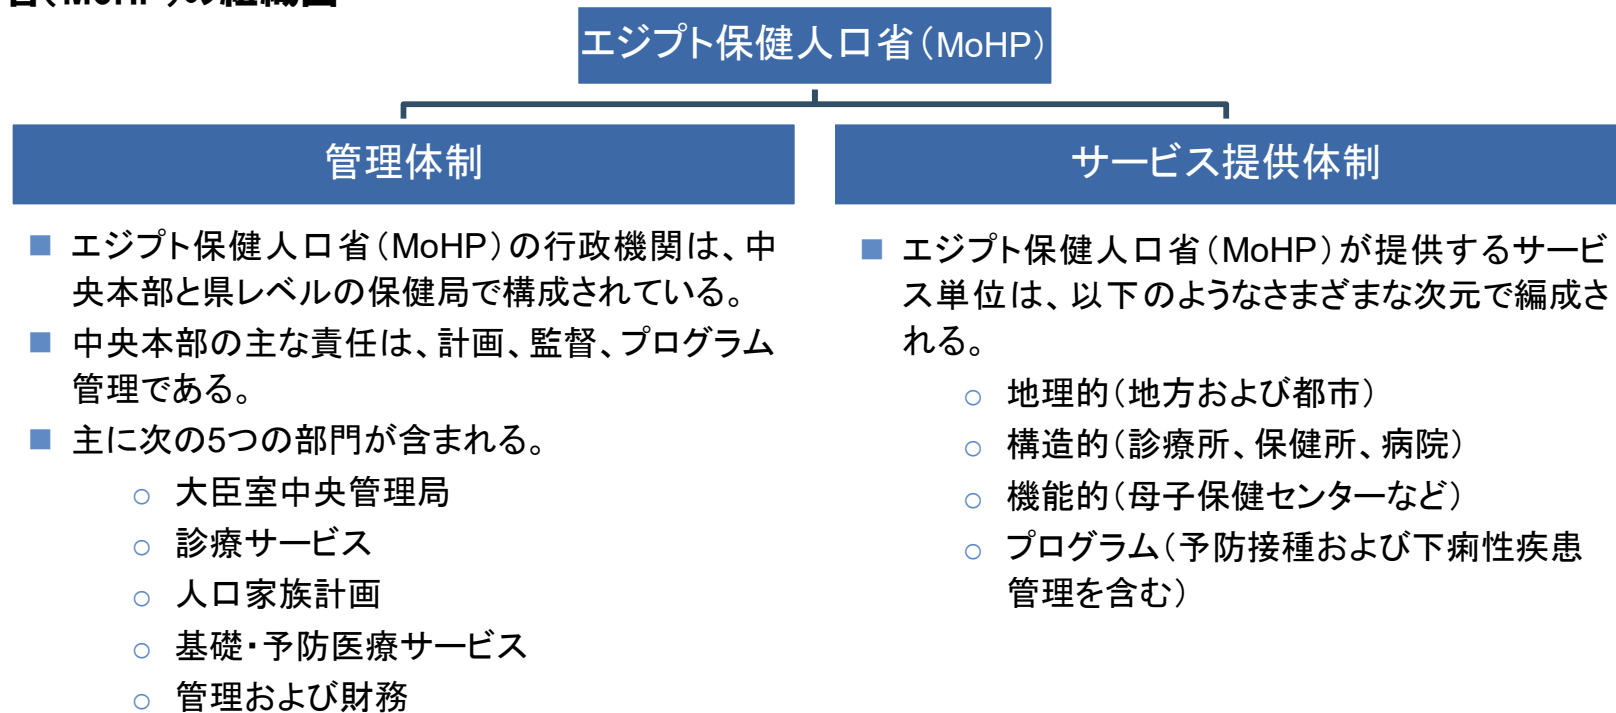 省（MoHP）の組織図
エジプト保健人口省（MoHP）
管理体制
サービス提供体制
エジプト保健人口省（MoHP）の行政機関は、中
央本部と県レベルの保健局で構成されている。
中央本部の主な責任は、計画、監督、プログラム
管理である。
主に次の5つの部門が含まれる。
大臣室中央管理局
診療サービス
人口家族計画
基礎・予防医療サービス
管理および財務
エジプト保健人口省（MoHP）が提供するサービ
ス単位は、以下のようなさまざまな次元で編成さ
れる。
地理的（地方および都市）
構造的（診療所、保健所、病院）
機能的（母子保健センターなど）
プログラム（予防接種および下痢性疾患
管理を含む）